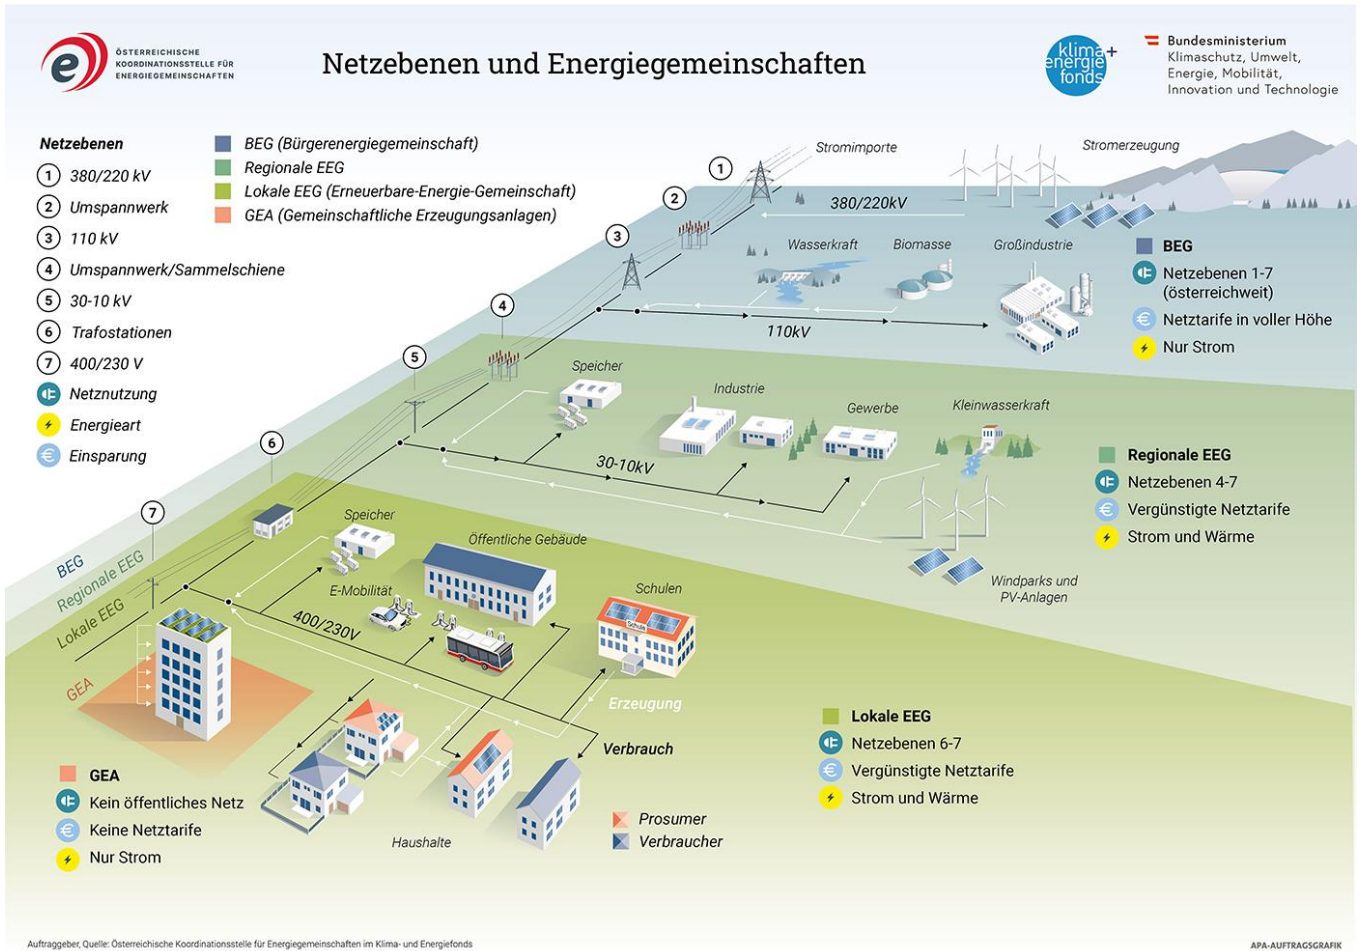 ÖSTERREICHISCHE
KOORDINATIONSSTELLE FÜR
ENERGIEGEMEINSCHAFTEN
Netzebenen und Energiegemeinschaften
klima+
energie
fonds
Bundesministerium
Klimaschutz, Umwelt,
Energie, Mobilität,
Innovation und Technologie
Netzebenen
1 380/220 kV
2 Umspannwerk
3 110 kV
4 Umspannwerk/Sammelschiene
5 30-10 kV
6 Trafostationen
7 400/230 V
Netznutzung
Energieart
€ Einsparung
BEG (Bürgerenergiegemeinschaft)
Regionale EEG
Lokale EEG (Erneuerbare-Energie-Gemeinschaft)
GEA (Gemeinschaftliche Erzeugungsanlagen)
1
Stromimporte
Stromerzeugung
2
380/220kV
3
Wasserkraft
Biomasse
Großindustrie
BEG
Netzebenen 1-7
(österreichweit)
€ Netztarife in voller Höhe
Nur Strom
4
110kV
5
Speicher
Industrie
Gewerbe
Kleinwasserkraft
6
30-10kV
Regionale EEG
Netzebenen 4-7
€ Vergünstigte Netztarife
Strom und Wärme
Windparks und
PV-Anlagen
7
Speicher
Öffentliche Gebäude
E-Mobilität
Schulen
Schule
400/230V
BEG
Regionale EEG
Lokale EEG
GEA
Erzeugung
Verbrauch
Lokale EEG
Netzebenen 6-7
€ Vergünstigte Netztarife
Strom und Wärme
GEA
Kein öffentliches Netz
€ Keine Netztarife
Nur Strom
Haushalte
Prosumer
Verbraucher
Auftraggeber, Quelle: Österreichische Koordinationsstelle für Energiegemeinschaften im Klima- und Energiefonds
APA-AUFTRAGSGRAFIK